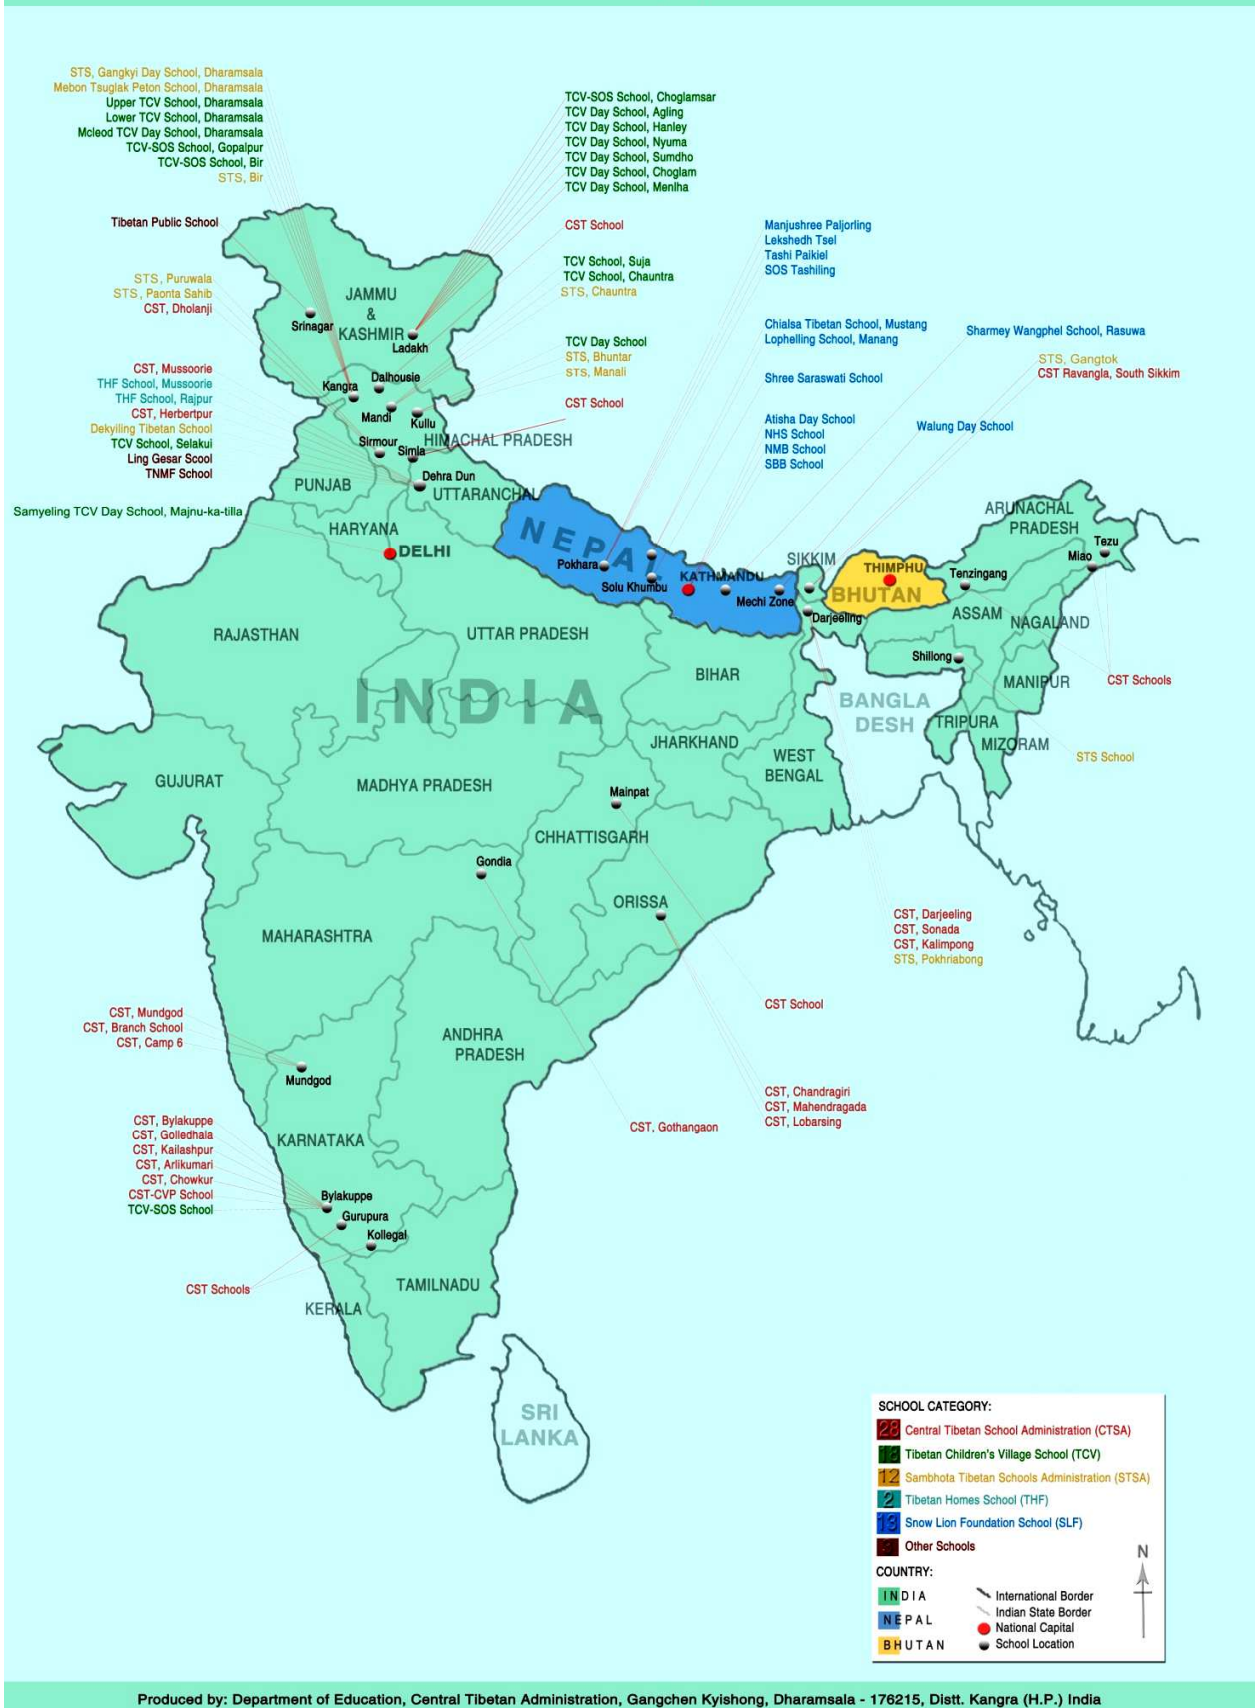 STS, Gangkyi Day School, Dharamsala
Mebon Tsuglak Peton School, Dharamsala
Upper TCV School, Dharamsala
Lower TCV School, Dharamsala
Mcleod TCV Day School, Dharamsala
TCV-SOS School, Gopalpur
TCV-SOS School, Bir
STS, Bir
TCV-SOS School, Choglamsar
TCV Day School, Agling
TCV Day School, Hanley
TCV Day School, Nyuma
TCV Day School, Sumdho
TCV Day School, Choglam
TCV Day School, Menlha
Tibetan Public School
CST School
Manjushree Paljorling
Lekshedh Tsel
Tashi Palkiel
SOS Tashiling
STS, Puruwala
STS, Paonta Sahib
CST, Dholanji
TCV School, Suja
TCV School, Chauntra
STS, Chauntra
JAMMU
&
KASHMIR
Srinagar
Ladakh
Chialsa Tibetan School, Mustang
Lophelling School, Manang
Sharmey Wangphel School, Rasuwa
TCV Day School
STS, Bhuntar
STS, Manali
STS, Gangtok
CST Ravangla, South Sikkim
CST, Mussoorie
THF School, Mussoorie
THF School, Rajpur
CST, Herbertpur
Dekyiling Tibetan School
TCV School, Selakui
Ling Gesar Scool
TNMF School
Shree Saraswati School
CST School
Dalhousie
Kangra
Mandi
Kullu
Sirmour
Simla
HIMACHAL PRADESH
Atisha Day School
NHS School
NMB School
SBB School
Walung Day School
Dehra Dun
PUNJAB
UTTARANCHAL
Samyeling TCV Day School, Majnu-ka-tilla
HARYANA
DELHI
NEPAL
Pokhara
Solu Khumbu
KATHMANDU
Mechi Zone
SIKKIM
THIMPHU
BHUTAN
Darjeeling
ARUNACHAL
PRADESH
Tezu
Miao
Tenzingang
ASSAM
NAGALAND
Shillong
MANIPUR
CST Schools
TRIPURA
MIZORAM
STS School
RAJASTHAN
UTTAR PRADESH
BIHAR
INDIA
BANGLA
DESH
JHARKHAND
WEST
BENGAL
GUJURAT
MADHYA PRADESH
Mainpat
CHHATTISGARH
Gondia
ORISSA
MAHARASHTRA
CST, Darjeeling
CST, Sonada
CST, Kalimpong
STS, Pokhriabong
CST School
CST, Mundgod
CST, Branch School
CST, Camp 6
ANDHRA
PRADESH
Mundgod
CST, Chandragiri
CST, Mahendragada
CST, Lobarsing
CST, Gothangaon
CST, Bylakuppe
CST, Golledhala
CST, Kailashpur
CST, Arlikumari
CST, Chowkur
CST-CVP School
TCV-SOS School
KARNATAKA
Bylakuppe
Gurupura
Kollegal
CST Schools
TAMILNADU
KERALA
SRI
LANKA
SCHOOL CATEGORY:
28 Central Tibetan School Administration (CTSA)
Tibetan Children's Village School (TCV)
12 Sambhota Tibetan Schools Administration (STSA)
2 Tibetan Homes School (THF)
13 Snow Lion Foundation School (SLF)
Other Schools
COUNTRY:
INDIA
NEPAL
BHUTAN
International Border
Indian State Border
National Capital
School Location
N
Produced by: Department of Education, Central Tibetan Administration, Gangchen Kyishong, Dharamsala - 176215, Distt. Kangra (H.P.) India